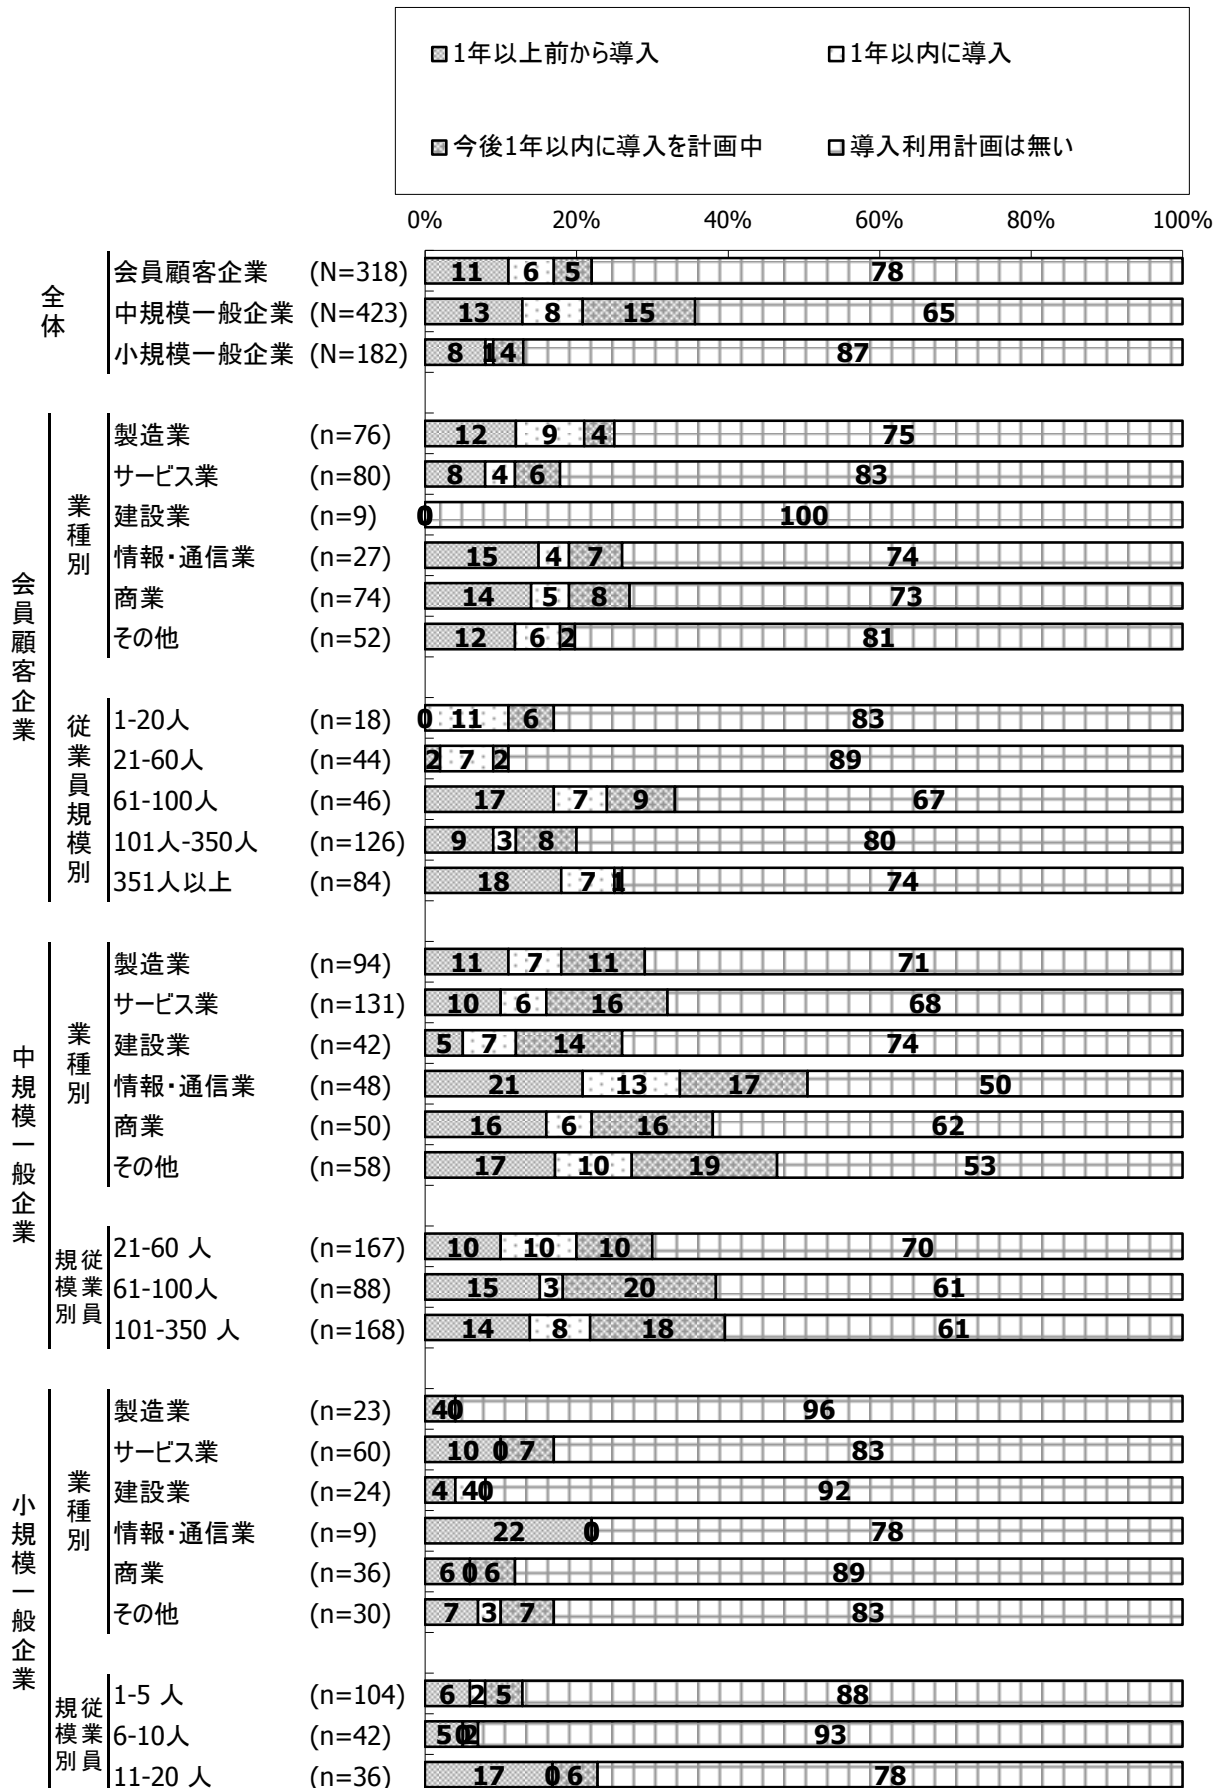 1年以上前から導入 1年以内に導入
今後1年以内に導入を計画中 導入利用計画は無い
0% 20% 40% 60% 80% 100%
全体
会員顧客企業 (N=318) 11 6 5 78
中規模一般企業 (N=423) 13 8 15 65
小規模一般企業 (N=182) 8 1 4 87
会員顧客企業
業種別
製造業 (n=76) 12 9 4 75
サービス業 (n=80) 8 4 6 83
建設業 (n=9) 0 100
情報・通信業 (n=27) 15 4 7 74
商業 (n=74) 14 5 8 73
その他 (n=52) 12 6 2 81
従業員規模別
1-20人 (n=18) 0 11 6 83
21-60人 (n=44) 2 7 2 89
61-100人 (n=46) 17 7 9 67
101人-350人 (n=126) 9 3 8 80
351人以上 (n=84) 18 7 1 74
中規模一般企業
業種別
製造業 (n=94) 11 7 11 71
サービス業 (n=131) 10 6 16 68
建設業 (n=42) 5 7 14 74
情報・通信業 (n=48) 21 13 17 50
商業 (n=50) 16 6 16 62
その他 (n=58) 17 10 19 53
従業員規模別
21-60 人 (n=167) 10 10 10 70
61-100人 (n=88) 15 3 20 61
101-350 人 (n=168) 14 8 18 61
小規模一般企業
業種別
製造業 (n=23) 4 0 96
サービス業 (n=60) 10 0 7 83
建設業 (n=24) 4 4 0 92
情報・通信業 (n=9) 22 0 78
商業 (n=36) 6 0 6 89
その他 (n=30) 7 3 7 83
従業員規模別
1-5 人 (n=104) 6 2 5 88
6-10人 (n=42) 5 0 2 93
11-20 人 (n=36) 17 0 6 78